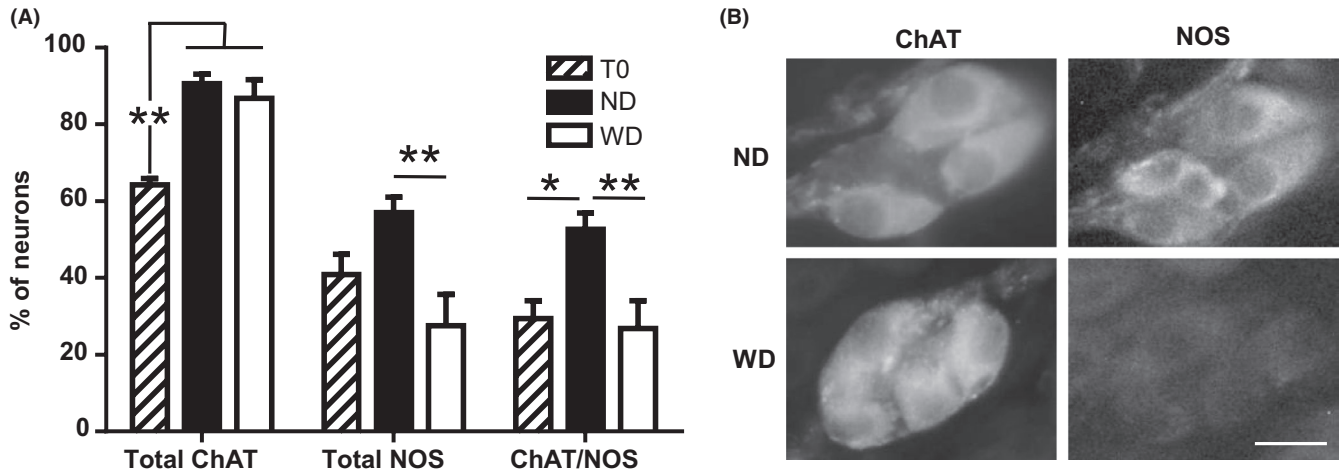 (A)
% of neurons
100
80
60
40
20
0
**
**
*
**
T0
ND
WD
Total ChAT
Total NOS
ChAT/NOS
(B)
ChAT
NOS
ND
WD